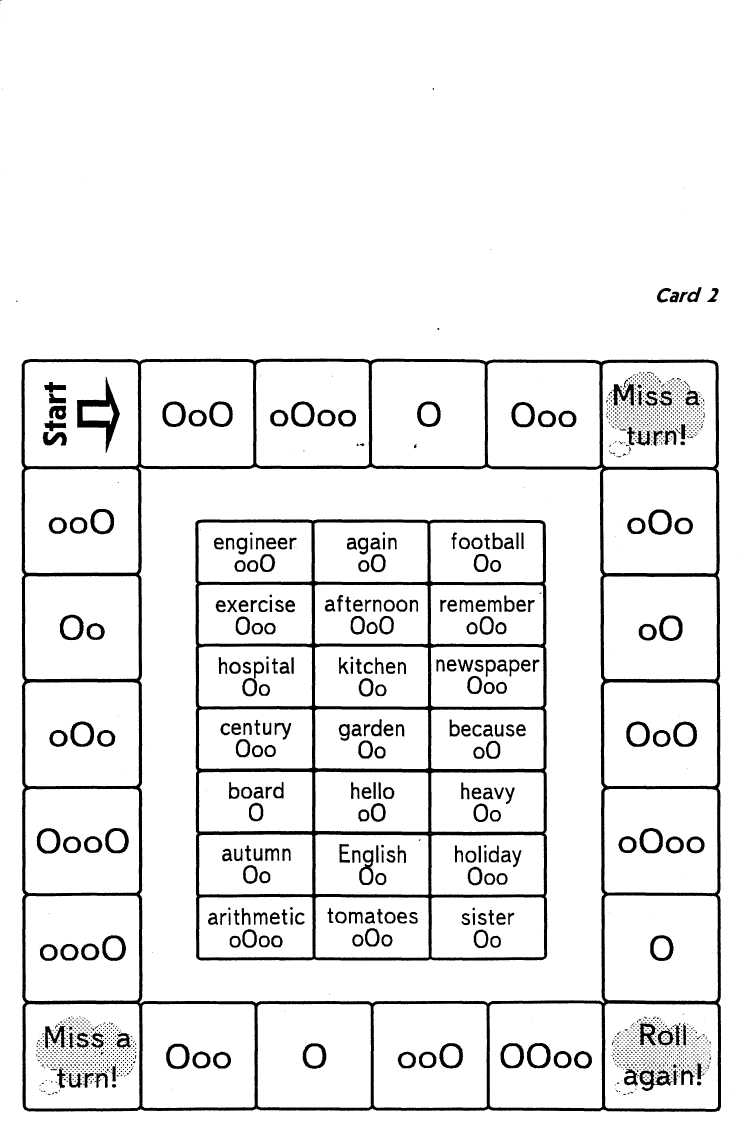 Card 2
Start
OoO
oOoo
O
Ooo
Miss a
turn!
ooO
oOo
Oo
oO
oOo
OoO
OooO
oOoo
oooO
O
engineer again football
ooO oO Oo
exercise afternoon remember
Ooo OoO oOo
hospital kitchen newspaper
Oo Oo Ooo
century garden because
Ooo Oo oO
board hello heavy
O oO Oo
autumn English holiday
Oo Oo Ooo
arithmetic tomatoes sister
oOoo oOo Oo
Miss a
turn!
Ooo
O
ooO
OOoo
Roll
again!